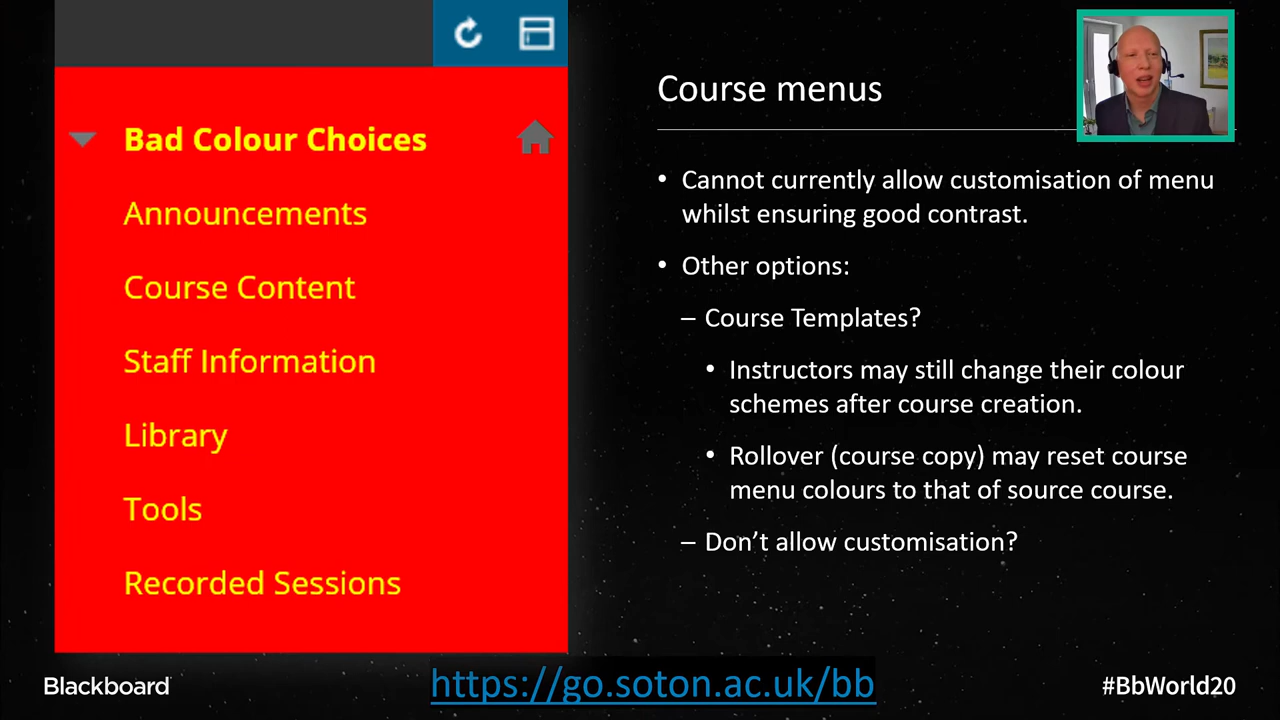 Bad Colour Choices
Announcements
Course Content
Staff Information
Library
Tools
Recorded Sessions
Course menus
• Cannot currently allow customisation of menu
whilst ensuring good contrast.
• Other options:
– Course Templates?
• Instructors may still change their colour
schemes after course creation.
• Rollover (course copy) may reset course
menu colours to that of source course.
– Don’t allow customisation?
Blackboard
https://go.soton.ac.uk/bb
#BbWorld20